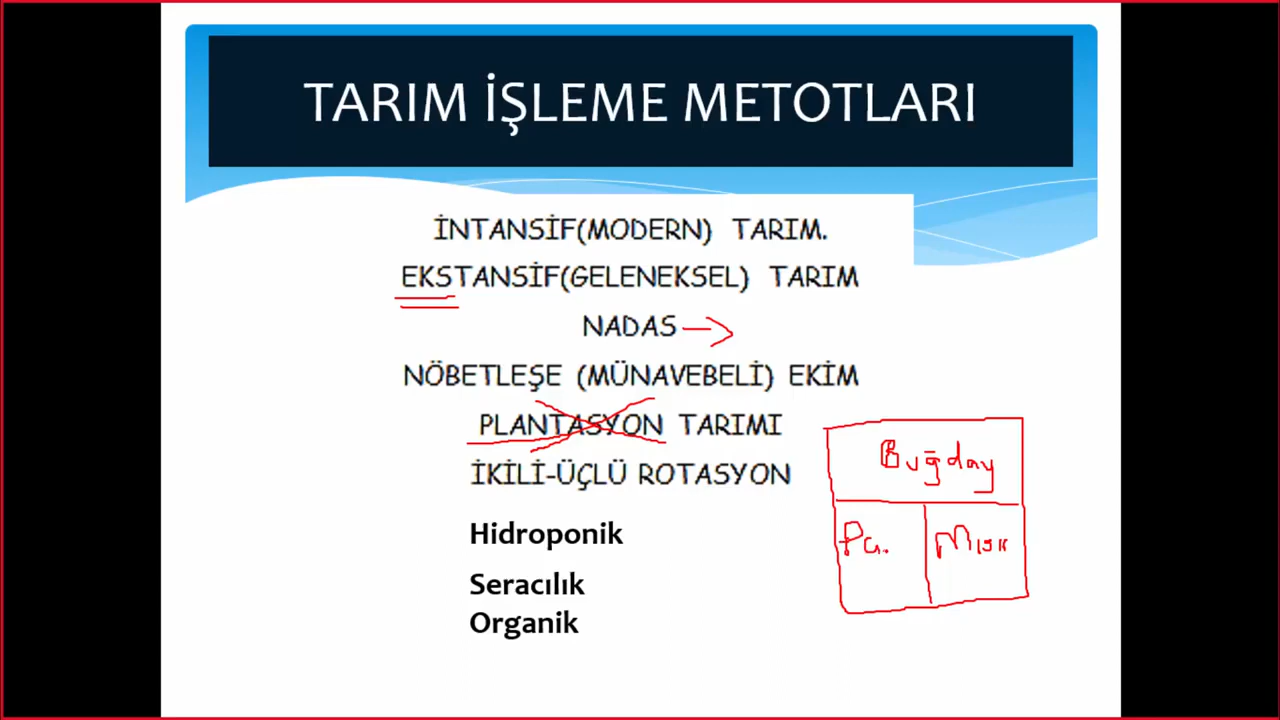 TARIM İŞLEME METOTLARI
İNTANSİF(MODERN) TARIM.
EKSTANSİF(GELENEKSEL) TARIM
NADAS
NÖBETLEŞE (MÜNAVEBELİ) EKİM
PLANTASYON TARIMI
İKİLİ-ÜÇLÜ ROTASYON
Hidroponik
Seracılık
Organik
Buğday
Pa. Mısır